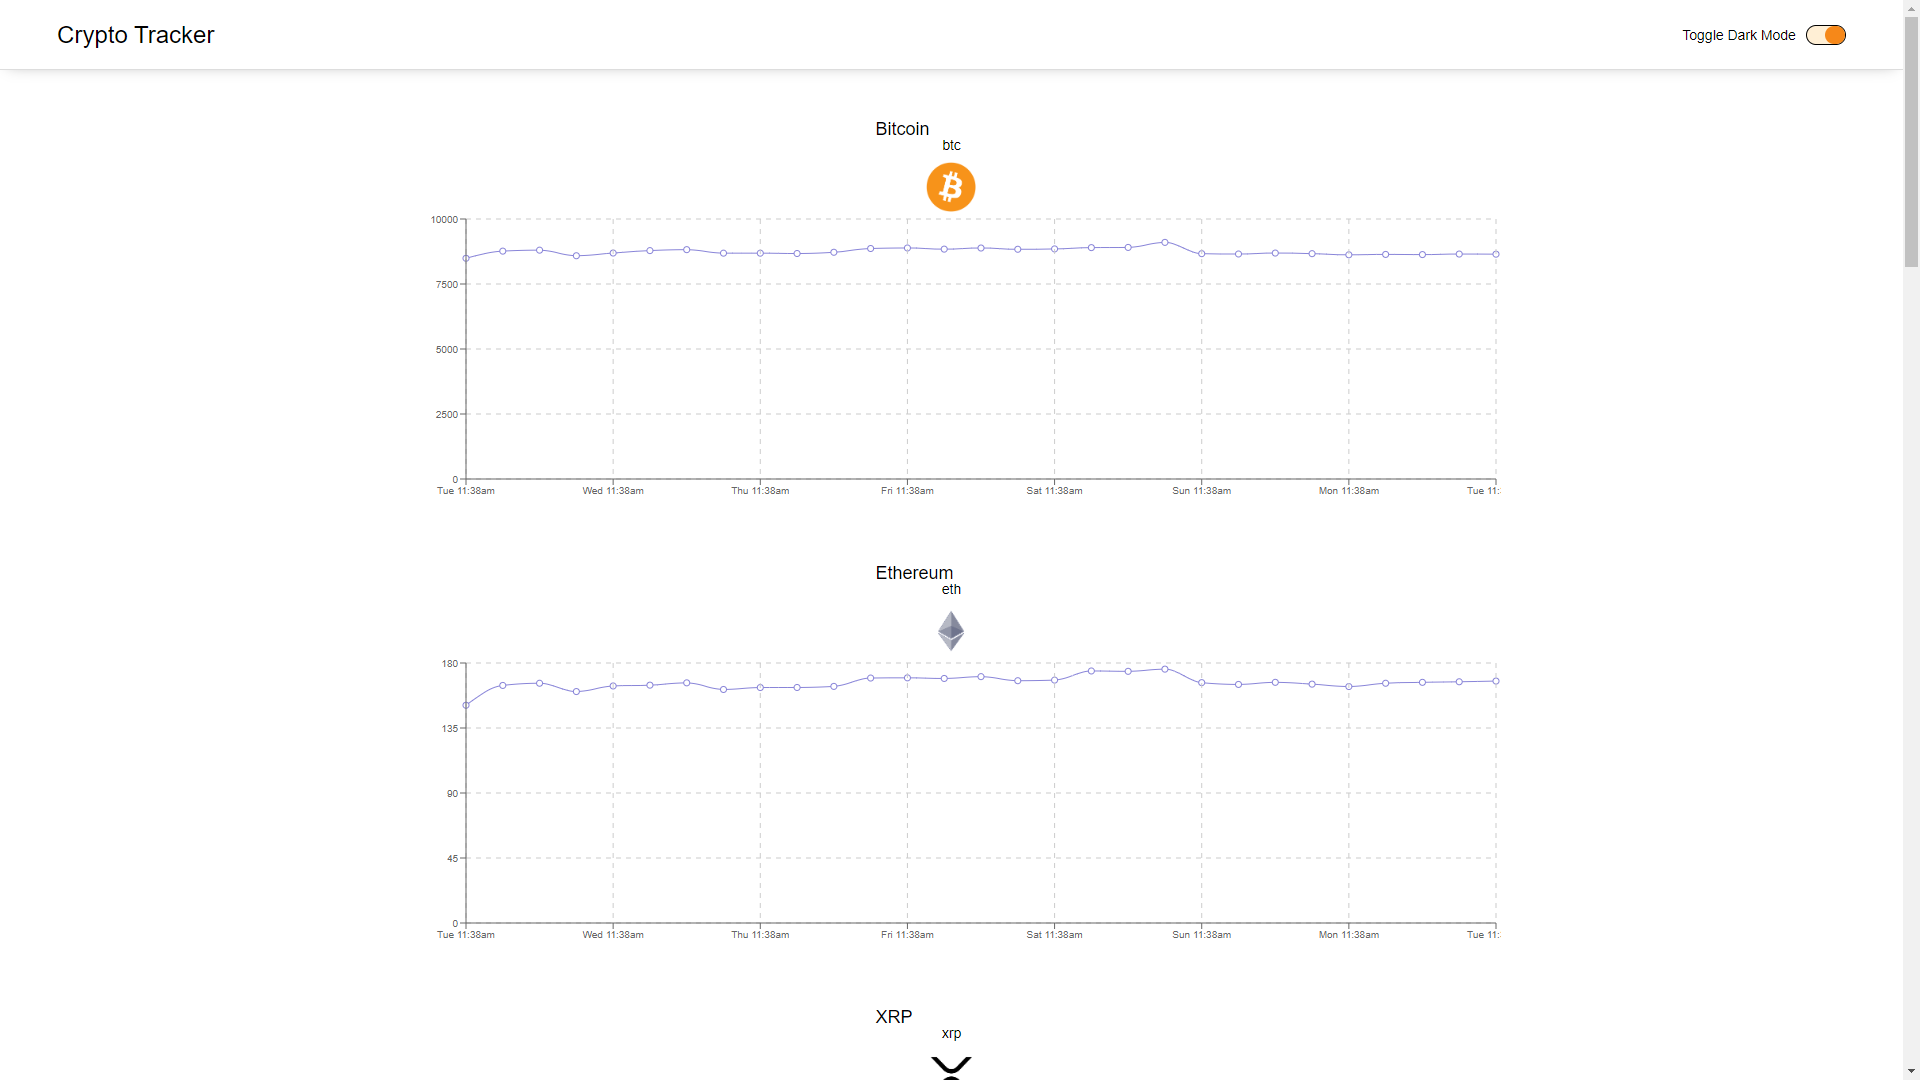 Crypto Tracker
Toggle Dark Mode
Bitcoin
btc
10000
7500
5000
2500
0
Tue 11:38am Wed 11:38am Thu 11:38am Fri 11:38am Sat 11:38am Sun 11:38am Mon 11:38am Tue 11:
Ethereum
eth
180
135
90
45
0
Tue 11:38am Wed 11:38am Thu 11:38am Fri 11:38am Sat 11:38am Sun 11:38am Mon 11:38am Tue 11:
XRP
xrp